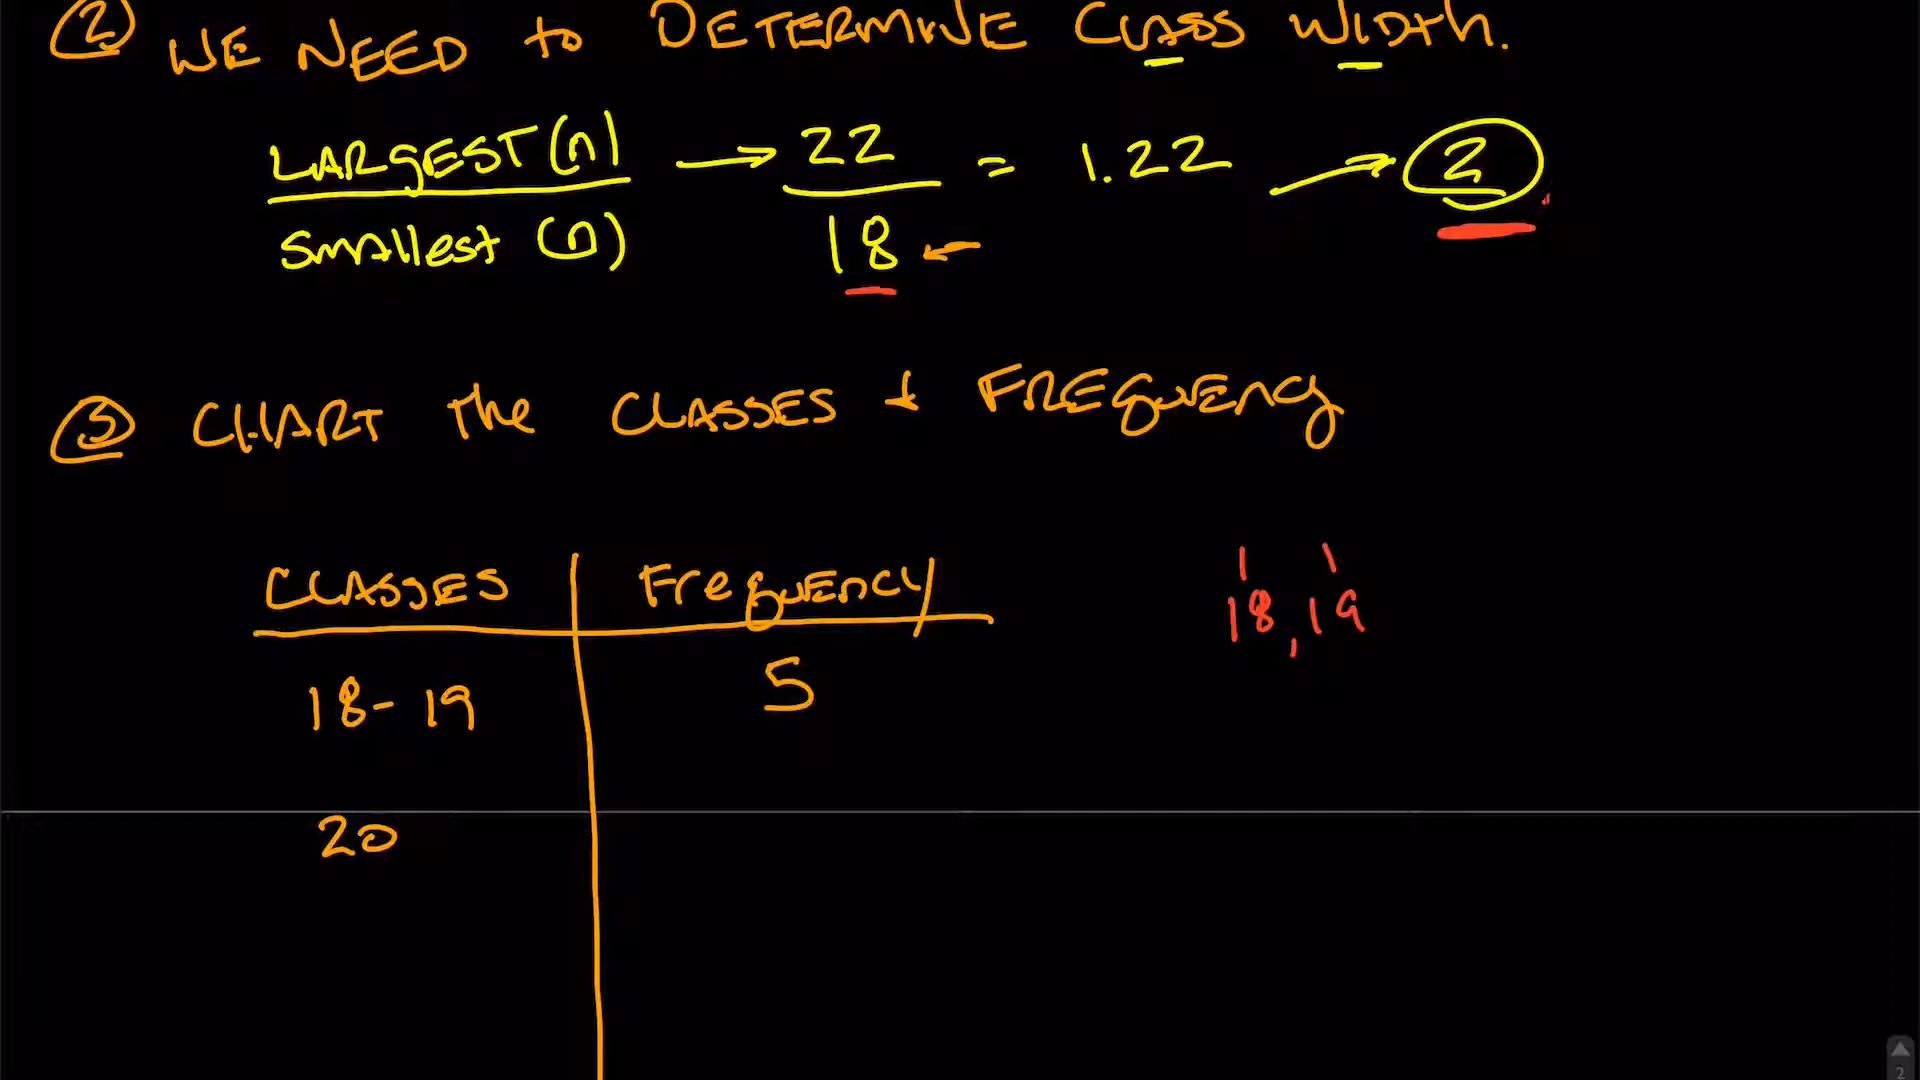 2 WE NEED to DETERMINE CLASS WIDTH.
LARGEST (n) → 22 = 1.22 → 2
smallest (n) 18 ←
3 CHART the CLASSES & FREQUENCY
CLASSES Frequency
18, 19
18-19 5
20
2